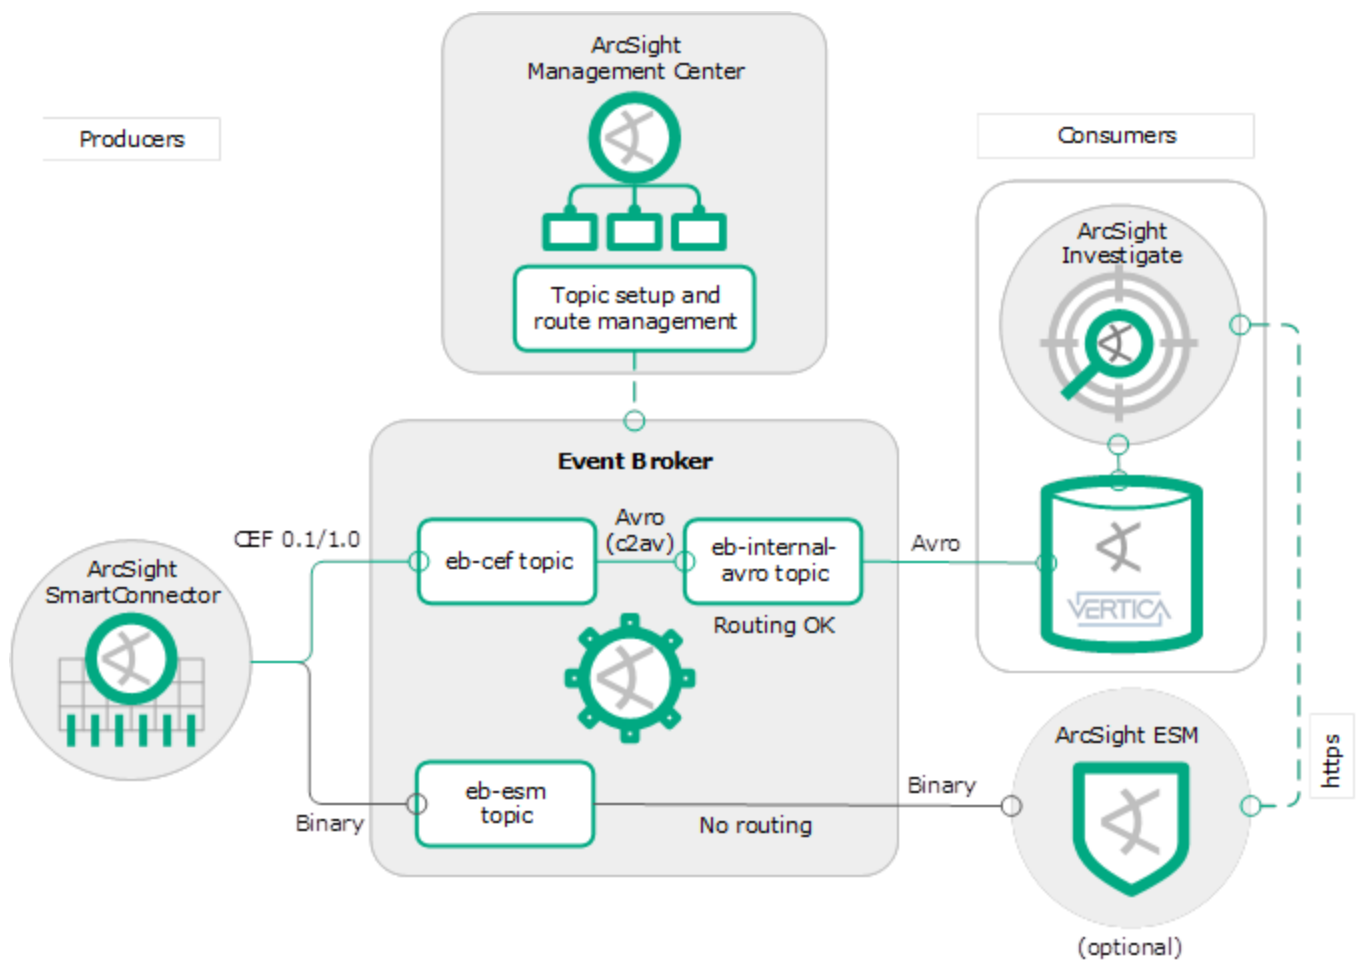 ArcSight
Management Center
Producers
Consumers
Topic setup and
route management
ArcSight
Investigate
Event Broker
CEF 0.1/1.0
eb-cef topic
Avro
(c2av)
eb-internal-
avro topic
Routing OK
Avro
VERTICA
ArcSight
SmartConnector
Binary
eb-esm
topic
No routing
Binary
ArcSight ESM
https
(optional)